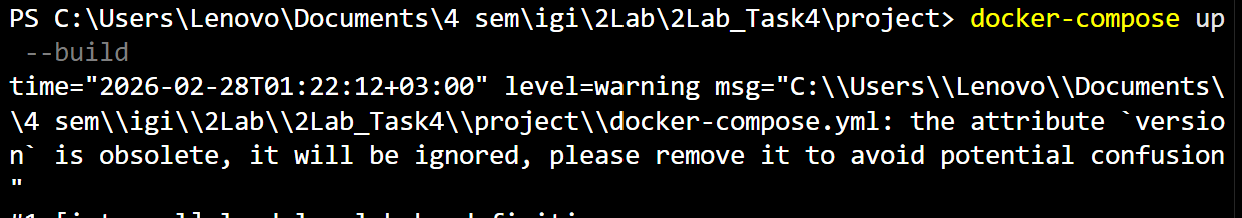 PS C:\Users\Lenovo\Documents\4 sem\igi\2Lab\2Lab_Task4\project> docker-compose up
--build
time="2026-02-28T01:22:12+03:00" level=warning msg="C:\\Users\\Lenovo\\Documents\
\4 sem\\igi\\2Lab\\2Lab_Task4\\project\\docker-compose.yml: the attribute `versio
n` is obsolete, it will be ignored, please remove it to avoid potential confusion
"